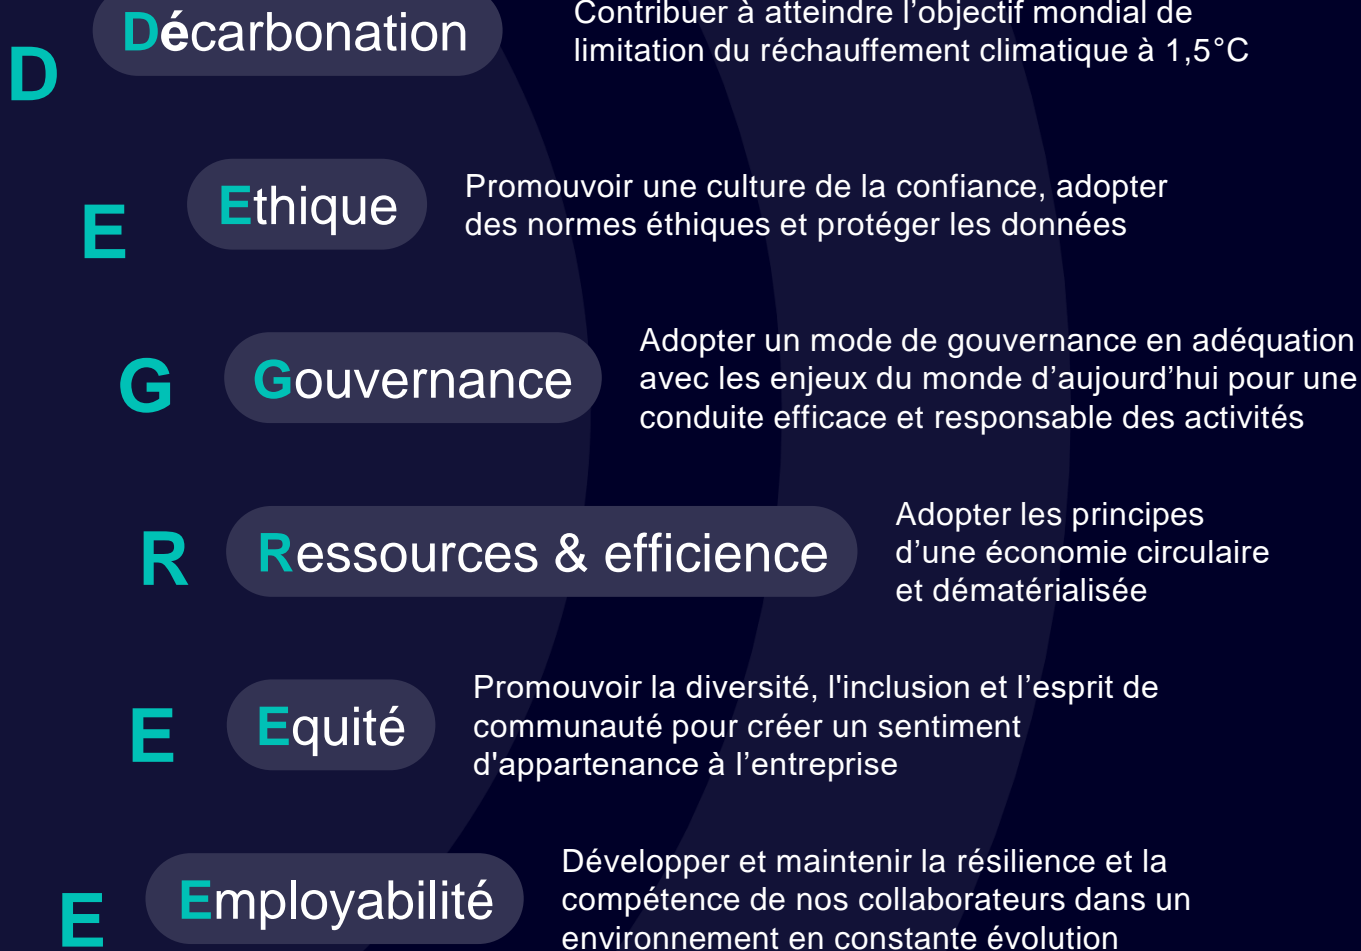 D
Décarbonation
Contribuer à atteindre l’objectif mondial de
limitation du réchauffement climatique à 1,5°C
E
Ethique
Promouvoir une culture de la confiance, adopter
des normes éthiques et protéger les données
G
Gouvernance
Adopter un mode de gouvernance en adéquation
avec les enjeux du monde d’aujourd’hui pour une
conduite efficace et responsable des activités
R
Ressources & efficience
Adopter les principes
d’une économie circulaire
et dématérialisée
E
Equité
Promouvoir la diversité, l'inclusion et l’esprit de
communauté pour créer un sentiment
d'appartenance à l’entreprise
E
Employabilité
Développer et maintenir la résilience et la
compétence de nos collaborateurs dans un
environnement en constante évolution